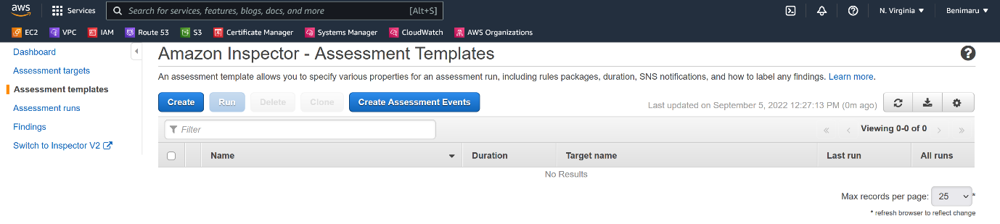 aws Services Search for services, features, blogs, docs, and more [Alt+S] N. Virginia Benimaru
EC2 VPC IAM Route 53 S3 Certificate Manager Systems Manager CloudWatch AWS Organizations
Dashboard
Assessment targets
Assessment templates
Assessment runs
Findings
Switch to Inspector V2
Amazon Inspector - Assessment Templates
An assessment template allows you to specify various properties for an assessment run, including rules packages, duration, SNS notifications, and how to label any findings. Learn more.
Create Run Delete Clone Create Assessment Events Last updated on September 5, 2022 12:27:13 PM (0m ago)
Filter Viewing 0-0 of 0
Name Duration Target name Last run All runs
No Results
Max records per page: 25 *
* refresh browser to reflect change